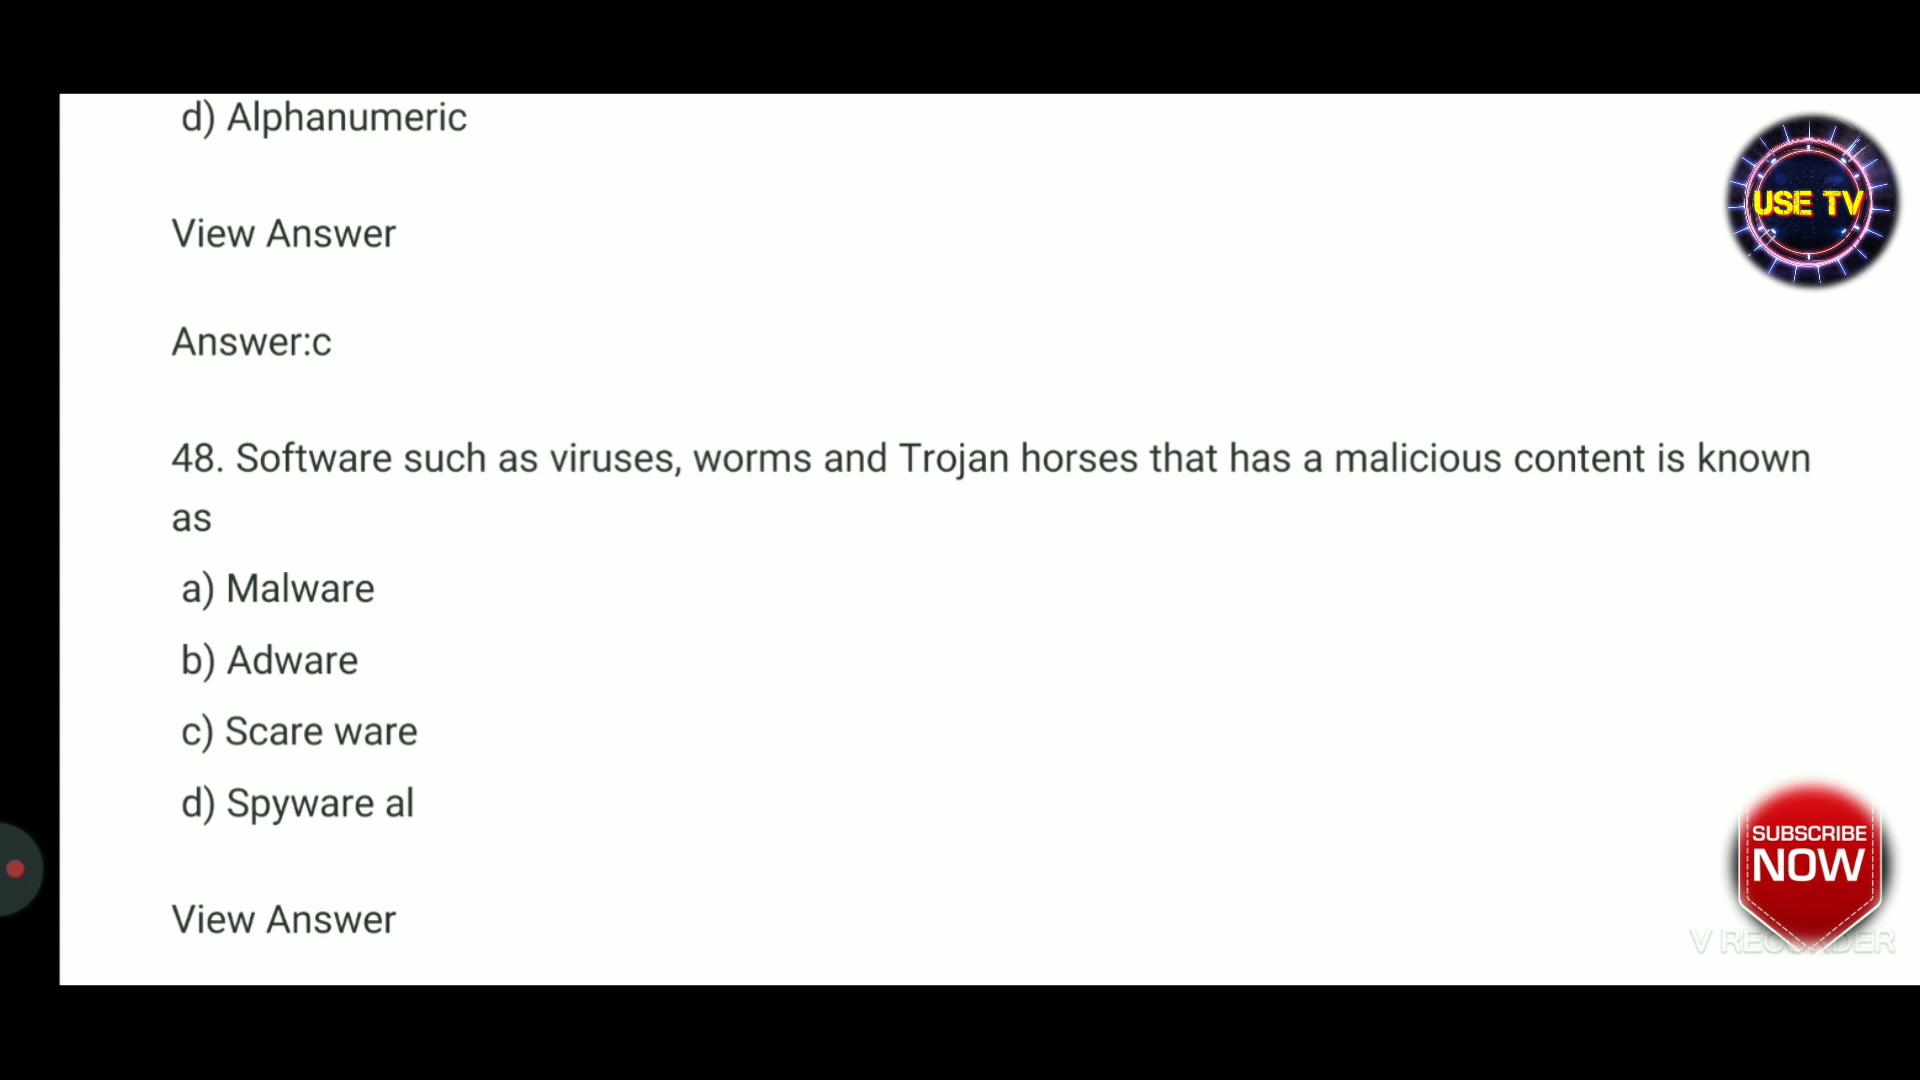 d) Alphanumeric
USE TV
View Answer
Answer:c
48. Software such as viruses, worms and Trojan horses that has a malicious content is known
as
a) Malware
b) Adware
c) Scare ware
d) Spyware al
SUBSCRIBE
NOW
View Answer
V RECORDER